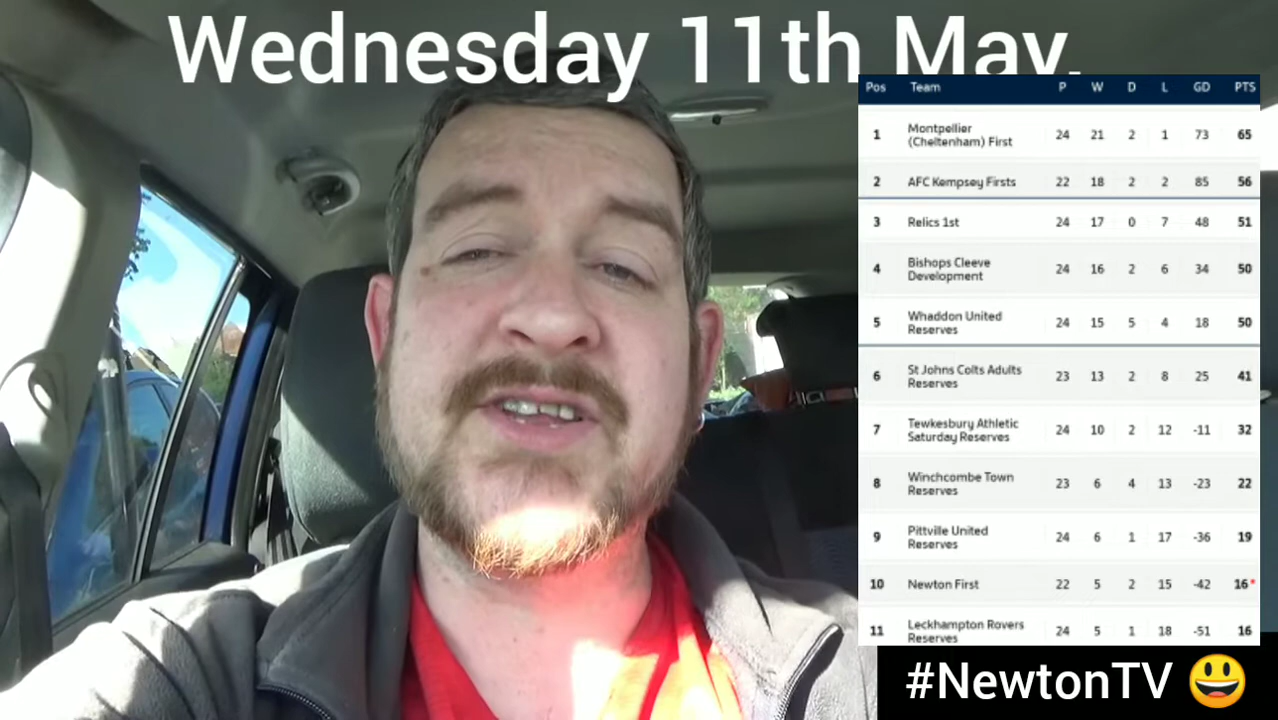 Wednesday 11th May.
Pos Team P W D L GD PTS
1 Montpellier (Cheltenham) First 24 21 2 1 73 65
2 AFC Kempsey Firsts 22 18 2 2 85 56
3 Relics 1st 24 17 0 7 48 51
4 Bishops Cleeve Development 24 16 2 6 34 50
5 Whaddon United Reserves 24 15 5 4 18 50
6 St Johns Colts Adults Reserves 23 13 2 8 25 41
7 Tewkesbury Athletic Saturday Reserves 24 10 2 12 -11 32
8 Winchcombe Town Reserves 23 6 4 13 -23 22
9 Pittville United Reserves 24 6 1 17 -36 19
10 Newton First 22 5 2 15 -42 16*
11 Leckhampton Rovers Reserves 24 5 1 18 -51 16
#NewtonTV 😃